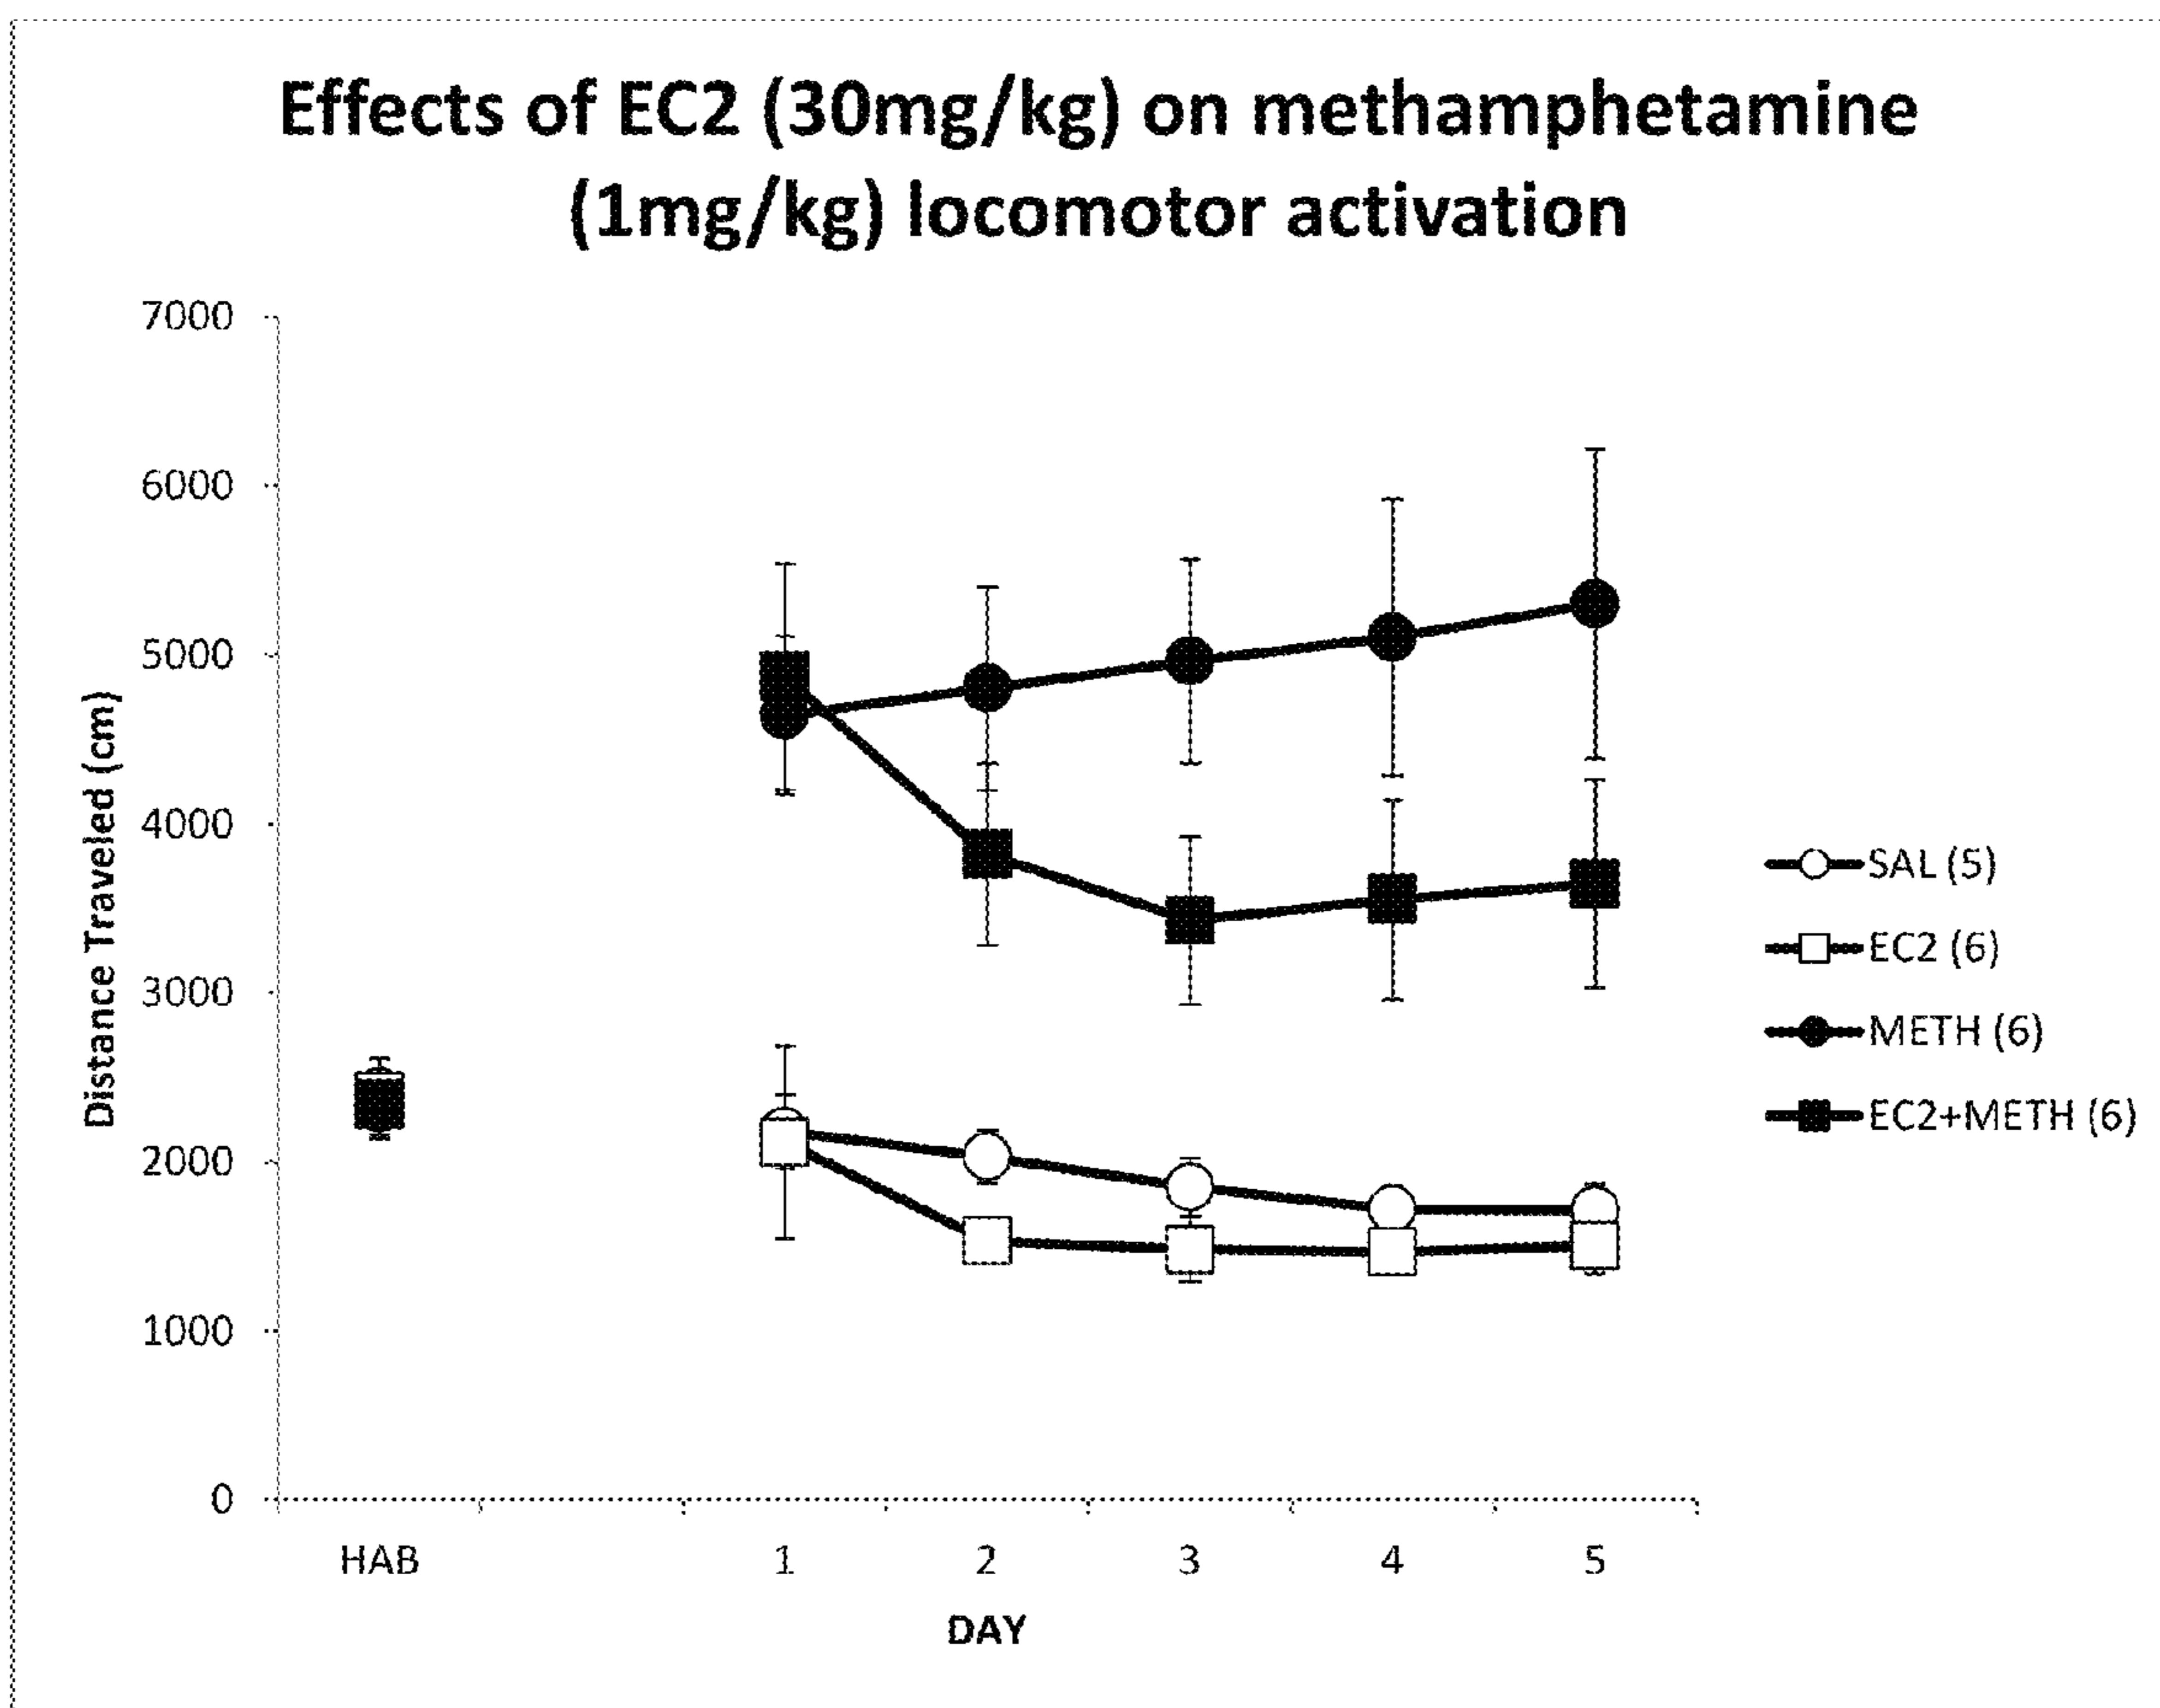 Effects of EC2 (30mg/kg) on methamphetamine
(1mg/kg) locomotor activation
7000
6000
5000
4000
3000
2000
1000
0
Distance Traveled (cm)
HAB 1 2 3 4 5
DAY
SAL (5)
EC2 (6)
METH (6)
EC2+METH (6)